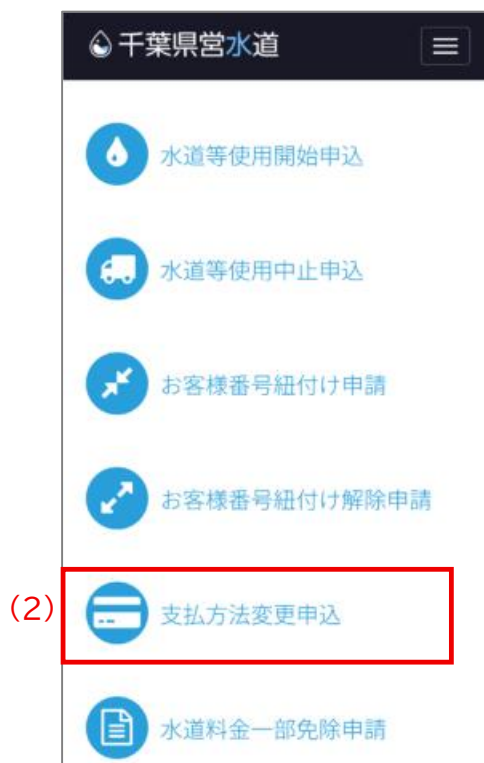 千葉県営水道
水道等使用開始申込
水道等使用中止申込
お客様番号紐付け申請
お客様番号紐付け解除申請
(2)
支払方法変更申込
水道料金一部免除申請